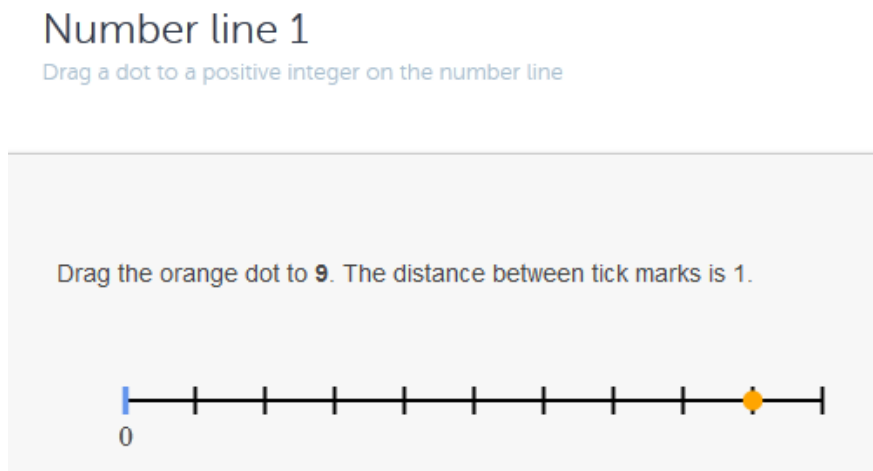 Number line 1
Drag a dot to a positive integer on the number line
Drag the orange dot to 9. The distance between tick marks is 1.
0